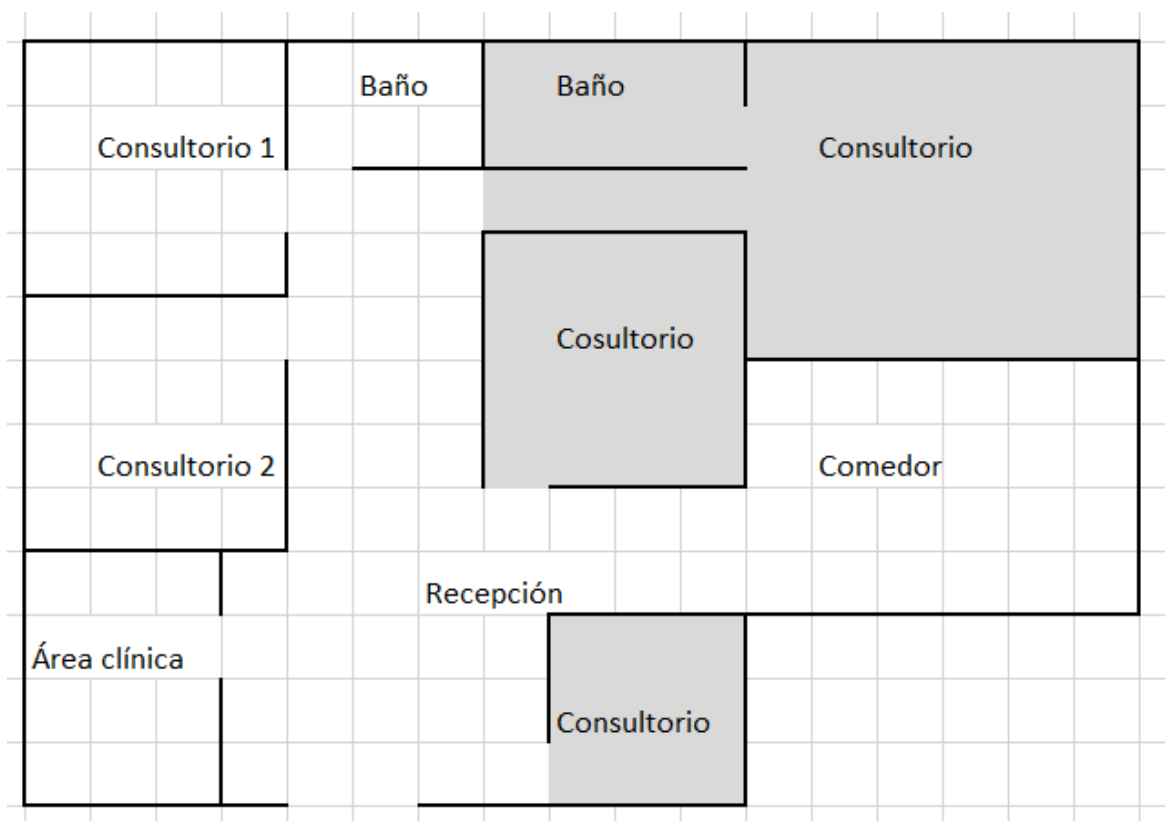 Baño
Baño
Consultorio 1
Consultorio
Cosultorio
Consultorio 2
Comedor
Recepción
Área clínica
Consultorio